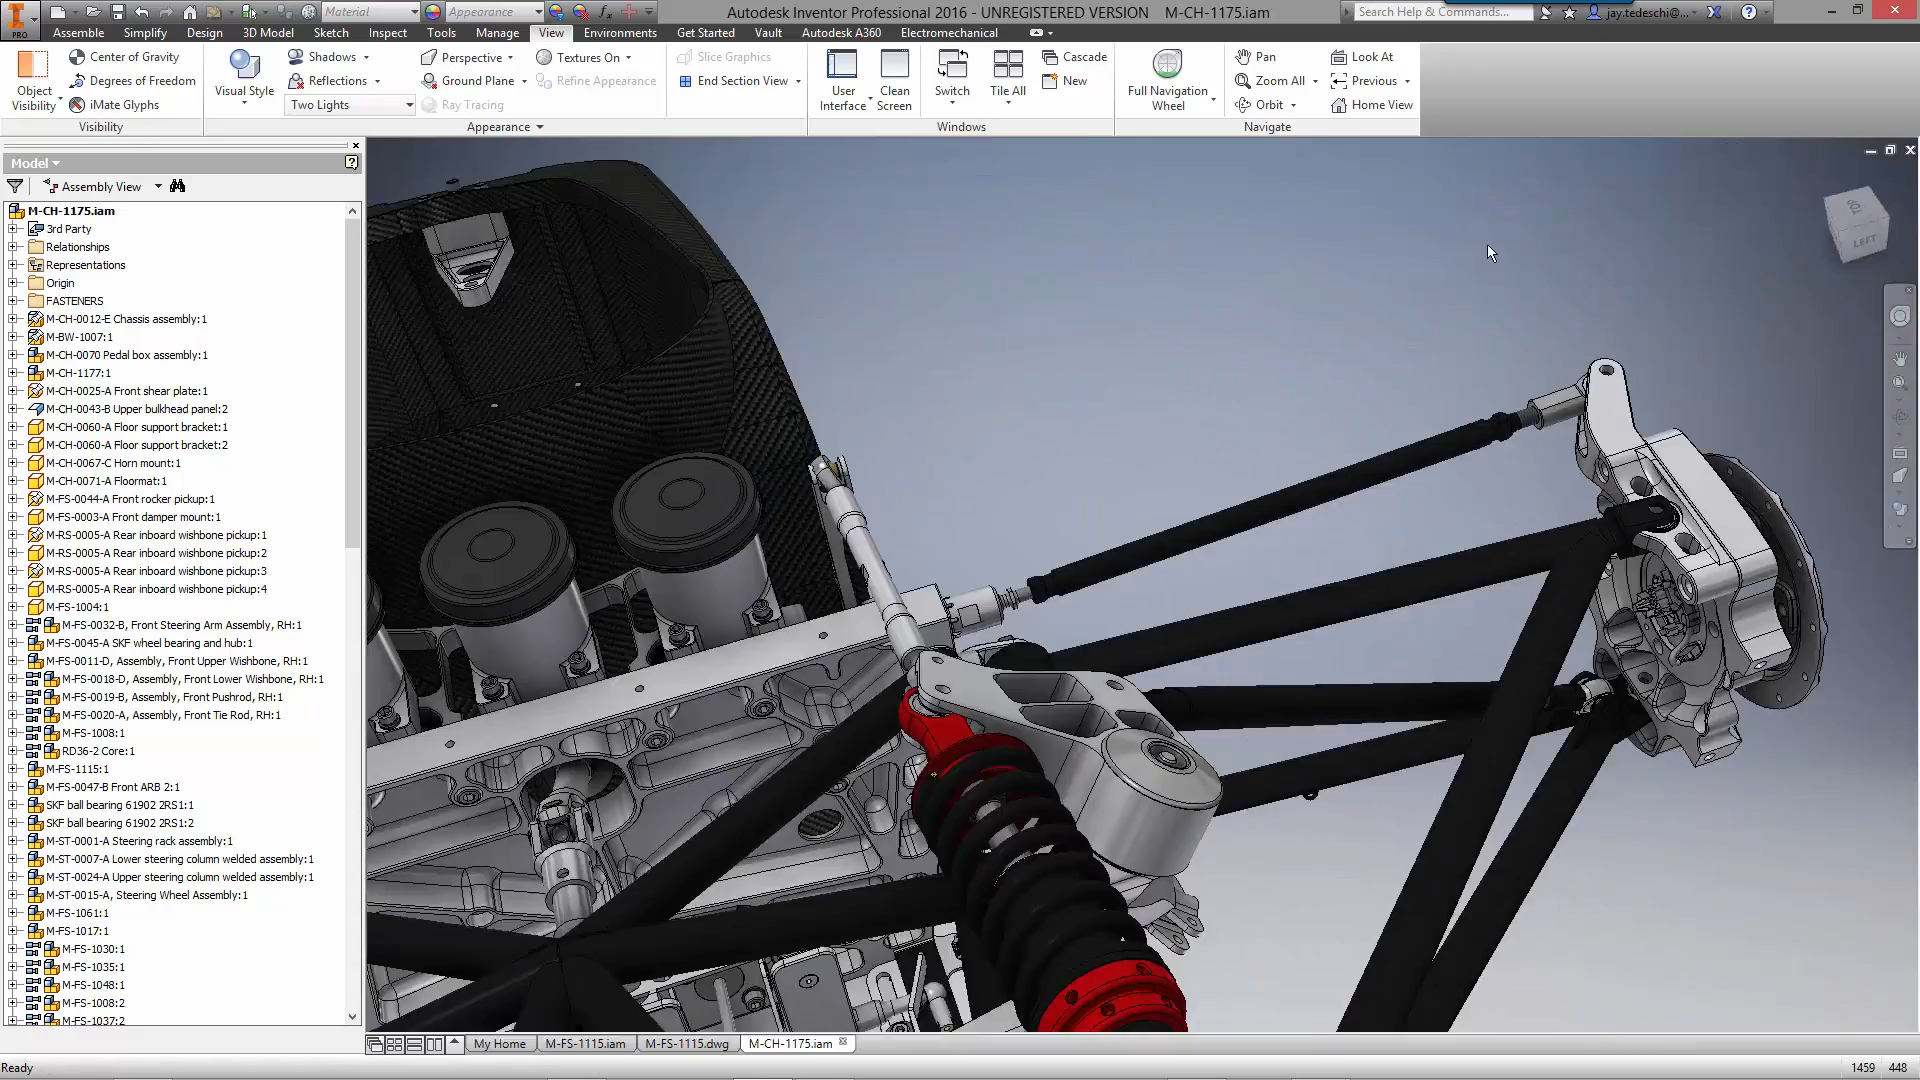 PRO
Material
Appearance
Autodesk Inventor Professional 2016 - UNREGISTERED VERSION M-CH-1175.iam
Search Help & Commands...
jay.tedeschi@...
Assemble Simplify Design 3D Model Sketch Inspect Tools Manage View Environments Get Started Vault Autodesk A360 Electromechanical
Object Visibility
Center of Gravity
Degrees of Freedom
iMate Glyphs
Visibility
Visual Style
Shadows
Reflections
Two Lights
Perspective
Ground Plane
Ray Tracing
Textures On
Refine Appearance
Appearance
Slice Graphics
End Section View
User Interface
Clean Screen
Switch
Tile All
Cascade
New
Windows
Full Navigation Wheel
Pan
Zoom All
Orbit
Look At
Previous
Home View
Navigate
Model
Assembly View
M-CH-1175.iam
3rd Party
Relationships
Representations
Origin
FASTENERS
M-CH-0012-E Chassis assembly:1
M-BW-1007:1
M-CH-0070 Pedal box assembly:1
M-CH-1177:1
M-CH-0025-A Front shear plate:1
M-CH-0043-B Upper bulkhead panel:2
M-CH-0060-A Floor support bracket:1
M-CH-0060-A Floor support bracket:2
M-CH-0067-C Horn mount:1
M-CH-0071-A Floormat:1
M-FS-0044-A Front rocker pickup:1
M-FS-0003-A Front damper mount:1
M-RS-0005-A Rear inboard wishbone pickup:1
M-RS-0005-A Rear inboard wishbone pickup:2
M-RS-0005-A Rear inboard wishbone pickup:3
M-RS-0005-A Rear inboard wishbone pickup:4
M-FS-1004:1
M-FS-0032-B, Front Steering Arm Assembly, RH:1
M-FS-0045-A SKF wheel bearing and hub:1
M-FS-0011-D, Assembly, Front Upper Wishbone, RH:1
M-FS-0018-D, Assembly, Front Lower Wishbone, RH:1
M-FS-0019-B, Assembly, Front Pushrod, RH:1
M-FS-0020-A, Assembly, Front Tie Rod, RH:1
M-FS-1008:1
RD36-2 Core:1
M-FS-1115:1
M-FS-0047-B Front ARB 2:1
SKF ball bearing 61902 2RS1:1
SKF ball bearing 61902 2RS1:2
M-ST-0001-A Steering rack assembly:1
M-ST-0007-A Lower steering column welded assembly:1
M-ST-0024-A Upper steering column welded assembly:1
M-ST-0015-A, Steering Wheel Assembly:1
M-FS-1061:1
M-FS-1017:1
M-FS-1030:1
M-FS-1035:1
M-FS-1048:1
M-FS-1008:2
M-FS-1037:2
TOP
LEFT
My Home M-FS-1115.iam M-FS-1115.dwg M-CH-1175.iam
Ready
1459 448